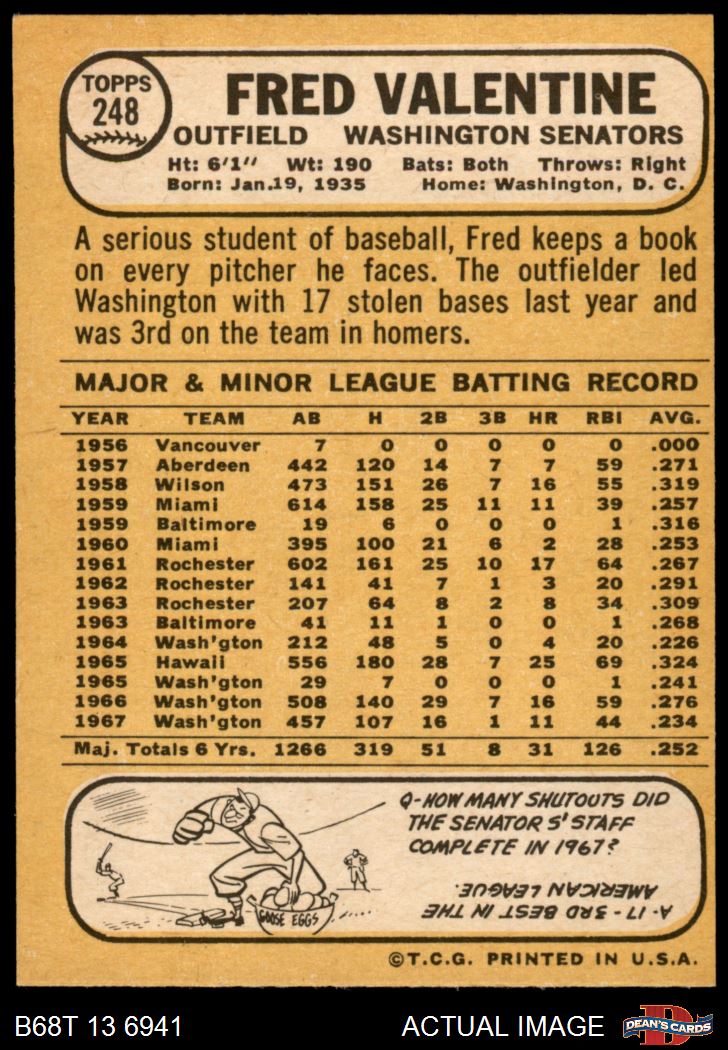 TOPPS
248
FRED VALENTINE
OUTFIELD WASHINGTON SENATORS
Ht: 6'1" Wt: 190 Bats: Both Throws: Right
Born: Jan.19, 1935 Home: Washington, D. C.
A serious student of baseball, Fred keeps a book
on every pitcher he faces. The outfielder led
Washington with 17 stolen bases last year and
was 3rd on the team in homers.
MAJOR & MINOR LEAGUE BATTING RECORD
YEAR TEAM AB H 2B 3B HR RBI AVG.
1956 Vancouver 7 0 0 0 0 0 .000
1957 Aberdeen 442 120 14 7 7 59 .271
1958 Wilson 473 151 26 7 16 55 .319
1959 Miami 614 158 25 11 11 39 .257
1959 Baltimore 19 6 0 0 0 1 .316
1960 Miami 395 100 21 6 2 28 .253
1961 Rochester 602 161 25 10 17 64 .267
1962 Rochester 141 41 7 1 3 20 .291
1963 Rochester 207 64 8 2 8 34 .309
1963 Baltimore 41 11 1 0 0 1 .268
1964 Wash'gton 212 48 5 0 4 20 .226
1965 Hawaii 556 180 28 7 25 69 .324
1965 Wash'gton 29 7 0 0 0 1 .241
1966 Wash'gton 508 140 29 7 16 59 .276
1967 Wash'gton 457 107 16 1 11 44 .234
Maj. Totals 6 Yrs. 1266 319 51 8 31 126 .252
Q-HOW MANY SHUTOUTS DID
THE SENATOR S' STAFF
COMPLETE IN 1967?
A-17 - 3RD BEST IN THE
AMERICAN LEAGUE.
GOOSE EGGS
©T.C.G. PRINTED IN U.S.A.
B68T 13 6941 ACTUAL IMAGE
D
DEAN'S CARDS